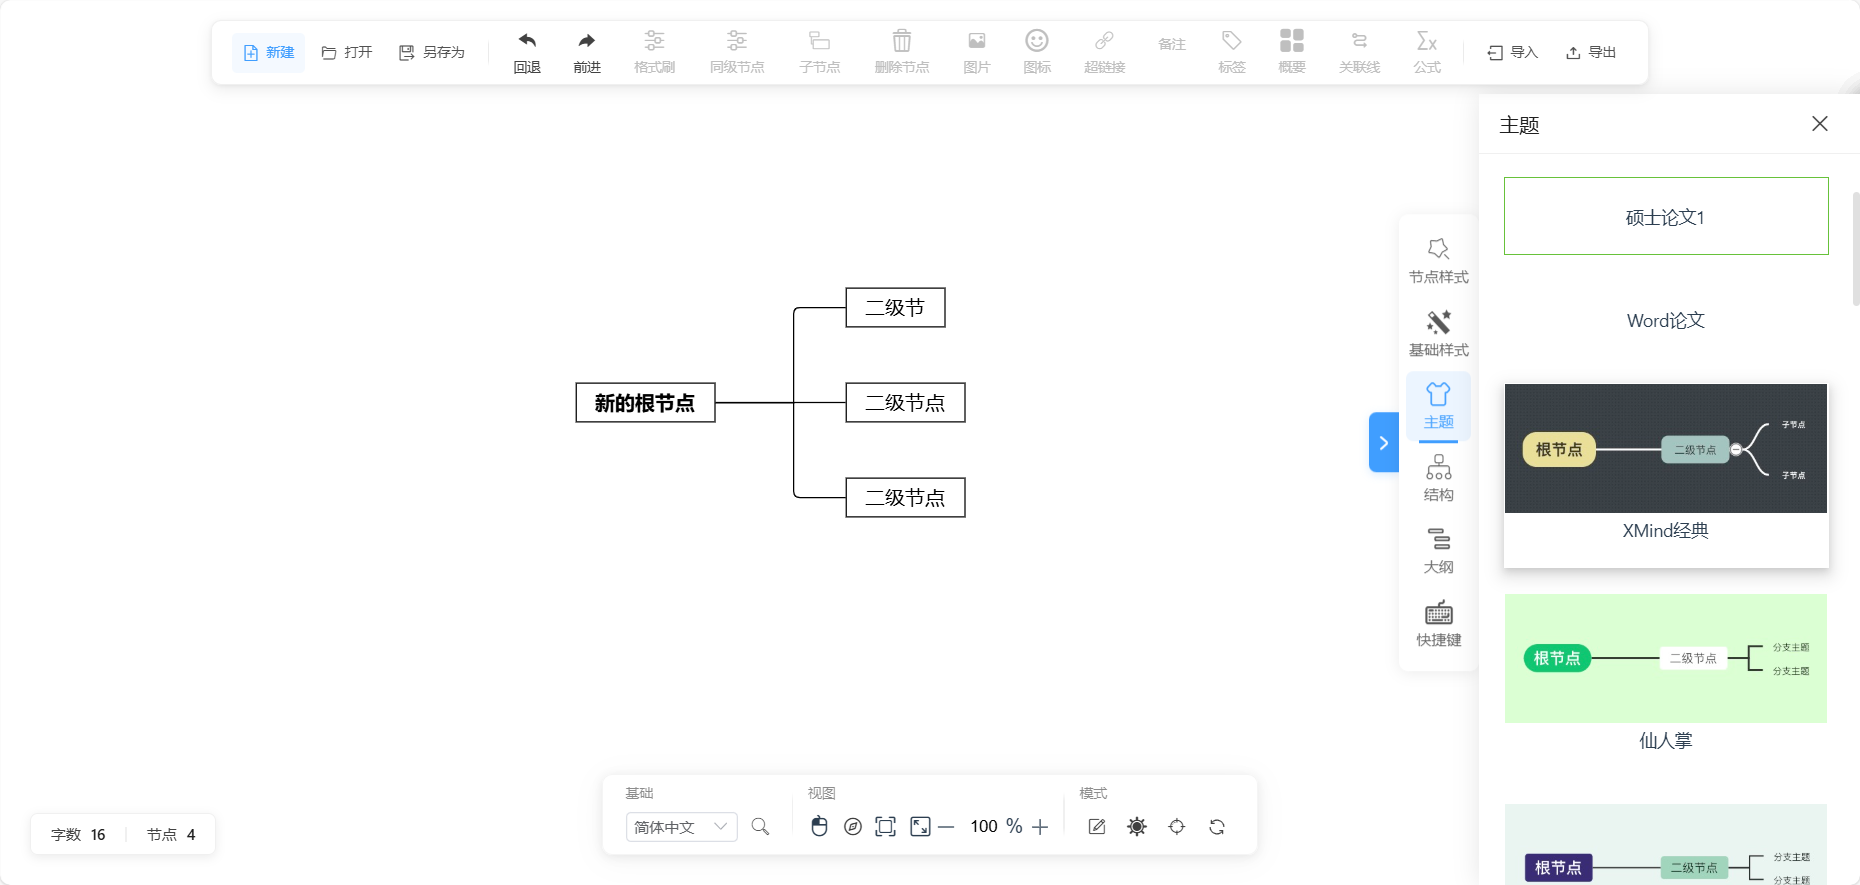 新建
打开
另存为
回退
前进
格式刷
同级节点
子节点
删除节点
图片
图标
超链接
备注
标签
概要
关联线
公式
导入
导出
主题
硕士论文1
Word论文
根节点
二级节点
子节点
子节点
XMind经典
根节点
二级节点
分支主题
分支主题
仙人掌
根节点
二级节点
分支主题
分支主题
节点样式
基础样式
主题
结构
大纲
快捷键
新的根节点
二级节
二级节点
二级节点
字数 16
节点 4
基础
简体中文
视图
100 %
模式